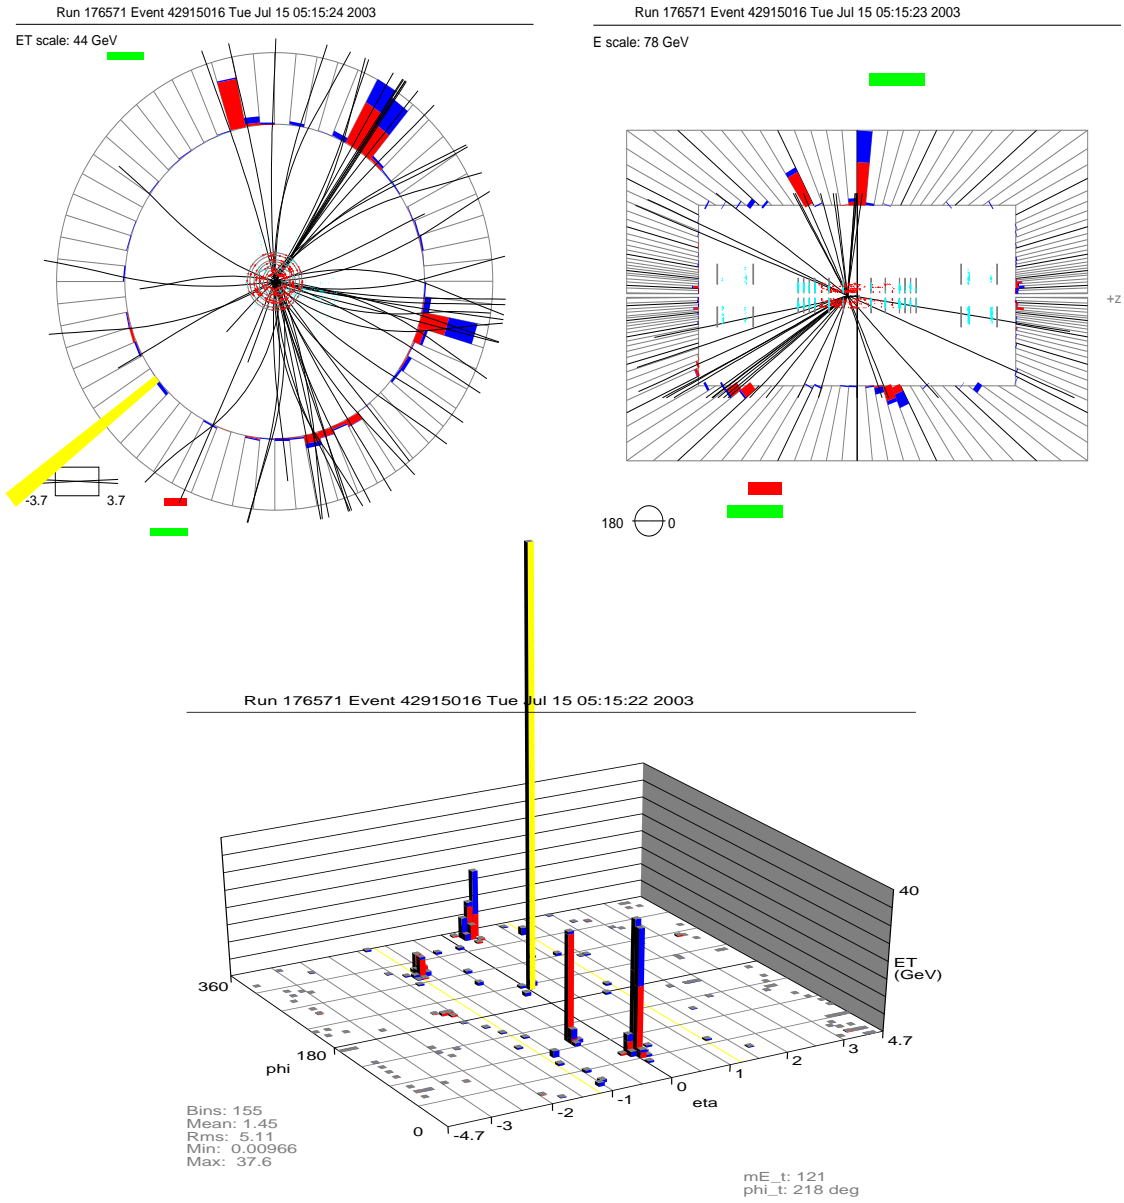 Run 176571 Event 42915016 Tue Jul 15 05:15:24 2003
ET scale: 44 GeV
-3.7 3.7
Run 176571 Event 42915016 Tue Jul 15 05:15:23 2003
E scale: 78 GeV
+Z
180 0
Run 176571 Event 42915016 Tue Jul 15 05:15:22 2003
40
ET
(GeV)
360
180
phi
0
-4.7 -3 -2 -1 0 1 2 3 4.7
eta
Bins: 155
Mean: 1.45
Rms: 5.11
Min: 0.00966
Max: 37.6
mE_t: 121
phi_t: 218 deg